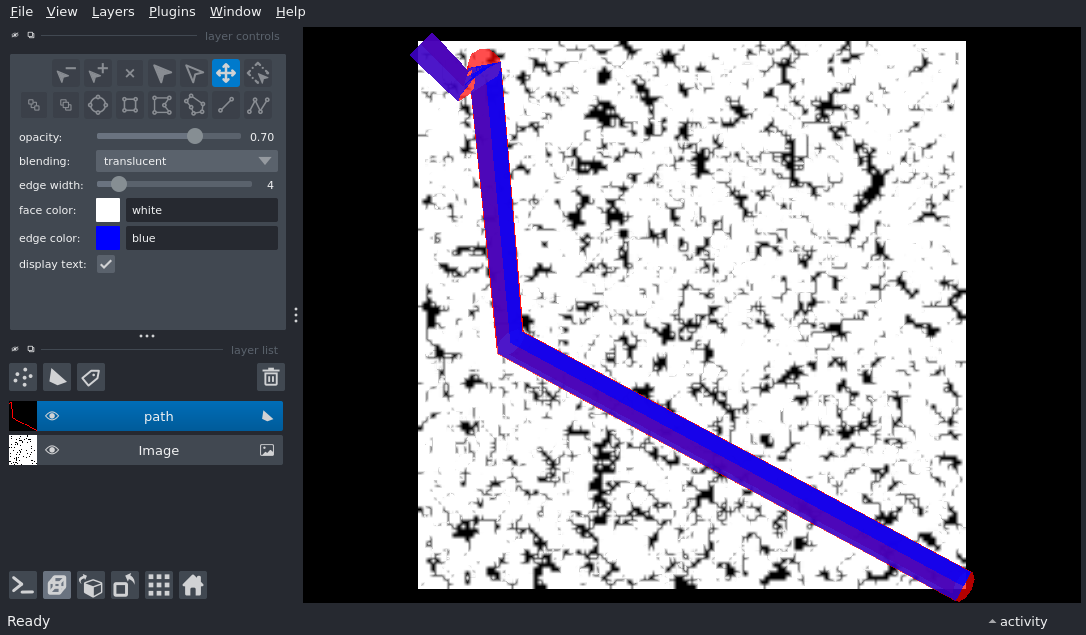 File View Layers Plugins Window Help
layer controls
opacity: 0.70
blending: translucent
edge width: 4
face color: white
edge color: blue
display text:
layer list
path
Image
Ready
activity